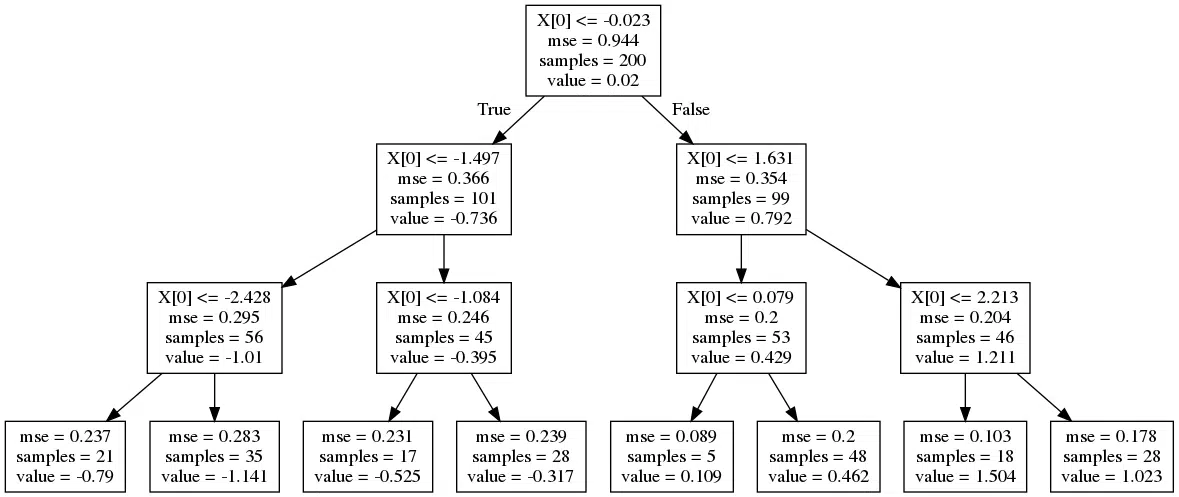 X[0] <= -0.023
mse = 0.944
samples = 200
value = 0.02
True
False
X[0] <= -1.497
mse = 0.366
samples = 101
value = -0.736
X[0] <= 1.631
mse = 0.354
samples = 99
value = 0.792
X[0] <= -2.428
mse = 0.295
samples = 56
value = -1.01
X[0] <= -1.084
mse = 0.246
samples = 45
value = -0.395
X[0] <= 0.079
mse = 0.2
samples = 53
value = 0.429
X[0] <= 2.213
mse = 0.204
samples = 46
value = 1.211
mse = 0.237
samples = 21
value = -0.79
mse = 0.283
samples = 35
value = -1.141
mse = 0.231
samples = 17
value = -0.525
mse = 0.239
samples = 28
value = -0.317
mse = 0.089
samples = 5
value = 0.109
mse = 0.2
samples = 48
value = 0.462
mse = 0.103
samples = 18
value = 1.504
mse = 0.178
samples = 28
value = 1.023